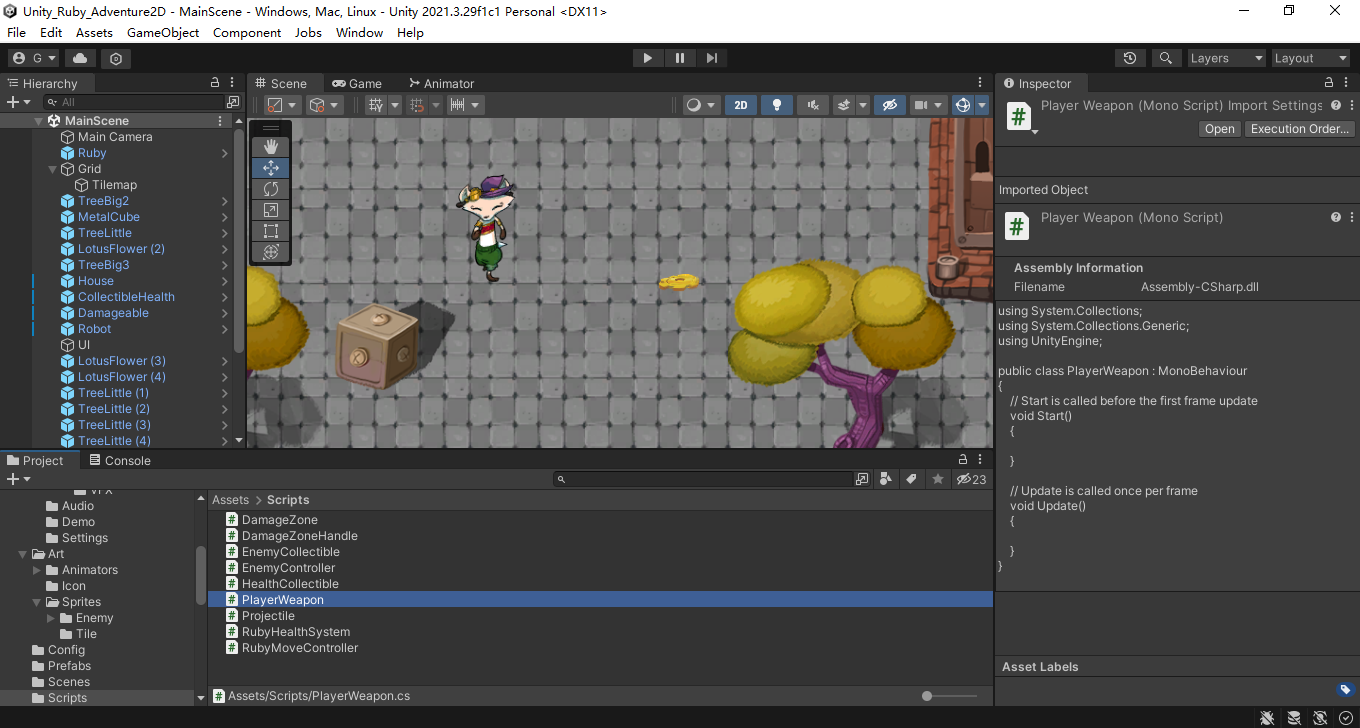 Unity_Ruby_Adventure2D - MainScene - Windows, Mac, Linux - Unity 2021.3.29f1c1 Personal <DX11>
File Edit Assets GameObject Component Jobs Window Help
G Layers Layout
Hierarchy
All
MainScene
Main Camera
Ruby
Grid
Tilemap
TreeBig2
MetalCube
TreeLittle
LotusFlower (2)
TreeBig3
House
CollectibleHealth
Damageable
Robot
UI
LotusFlower (3)
LotusFlower (4)
TreeLittle (1)
TreeLittle (2)
TreeLittle (3)
TreeLittle (4)
Scene Game Animator
2D
Inspector
Player Weapon (Mono Script) Import Settings
Open Execution Order...
Imported Object
Player Weapon (Mono Script)
Assembly Information
Filename Assembly-CSharp.dll
using System.Collections;
using System.Collections.Generic;
using UnityEngine;
public class PlayerWeapon : MonoBehaviour
{
// Start is called before the first frame update
void Start()
{
}
// Update is called once per frame
void Update()
{
}
}
Asset Labels
Project Console
23
Audio
Demo
Settings
Art
Animators
Icon
Sprites
Enemy
Tile
Config
Prefabs
Scenes
Scripts
Assets > Scripts
DamageZone
DamageZoneHandle
EnemyCollectible
EnemyController
HealthCollectible
PlayerWeapon
Projectile
RubyHealthSystem
RubyMoveController
Assets/Scripts/PlayerWeapon.cs